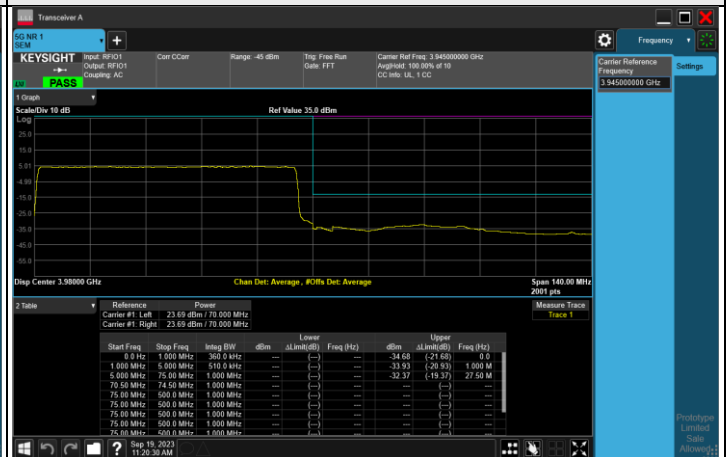 Transceiver A
5G NR 1
SEM
Frequency
KEYSIGHT
Input: RFIO1
Output: RFIO1
Coupling: AC
Corr CCorr
Range: -45 dBm
Trig: Free Run
Gate: FFT
Carrier Ref Freq: 3.945000000 GHz
Avg|Hold: 100.00% of 10
CC Info: UL, 1 CC
LV PASS
Carrier Reference
Frequency
3.945000000 GHz
Settings
1 Graph
Scale/Div 10 dB
Ref Value 35.0 dBm
Log
25.0
15.0
5.01
-4.99
-15.0
-25.0
-35.0
-45.0
-55.0
Disp Center 3.98000 GHz
Chan Det: Average , #Offs Det: Average
Span 140.00 MHz
2001 pts
2 Table
Reference Power
Carrier #1: Left 23.69 dBm / 70.000 MHz
Carrier #1: Right 23.69 dBm / 70.000 MHz
Measure Trace
Trace 1
Lower Upper
Start Freq Stop Freq Integ BW dBm ΔLimit(dB) Freq (Hz) dBm ΔLimit(dB) Freq (Hz)
0.0 Hz 1.000 MHz 360.0 kHz --- (---) --- -34.68 (-21.68) 0.0
1.000 MHz 5.000 MHz 510.0 kHz --- (---) --- -33.93 (-20.93) 1.000 M
5.000 MHz 75.00 MHz 1.000 MHz --- (---) --- -32.37 (-19.37) 27.50 M
70.50 MHz 74.50 MHz 1.000 MHz --- (---) --- --- (---) ---
75.00 MHz 500.0 MHz 1.000 MHz --- (---) --- --- (---) ---
75.00 MHz 500.0 MHz 1.000 MHz --- (---) --- --- (---) ---
75.00 MHz 500.0 MHz 1.000 MHz --- (---) --- --- (---) ---
75.00 MHz 500.0 MHz 1.000 MHz --- (---) --- --- (---) ---
75.00 MHz 500.0 MHz 1.000 MHz --- (---) --- --- (---) ---
Prototype
Limited
Sale
Allowed
Sep 19, 2023
11:20:30 AM